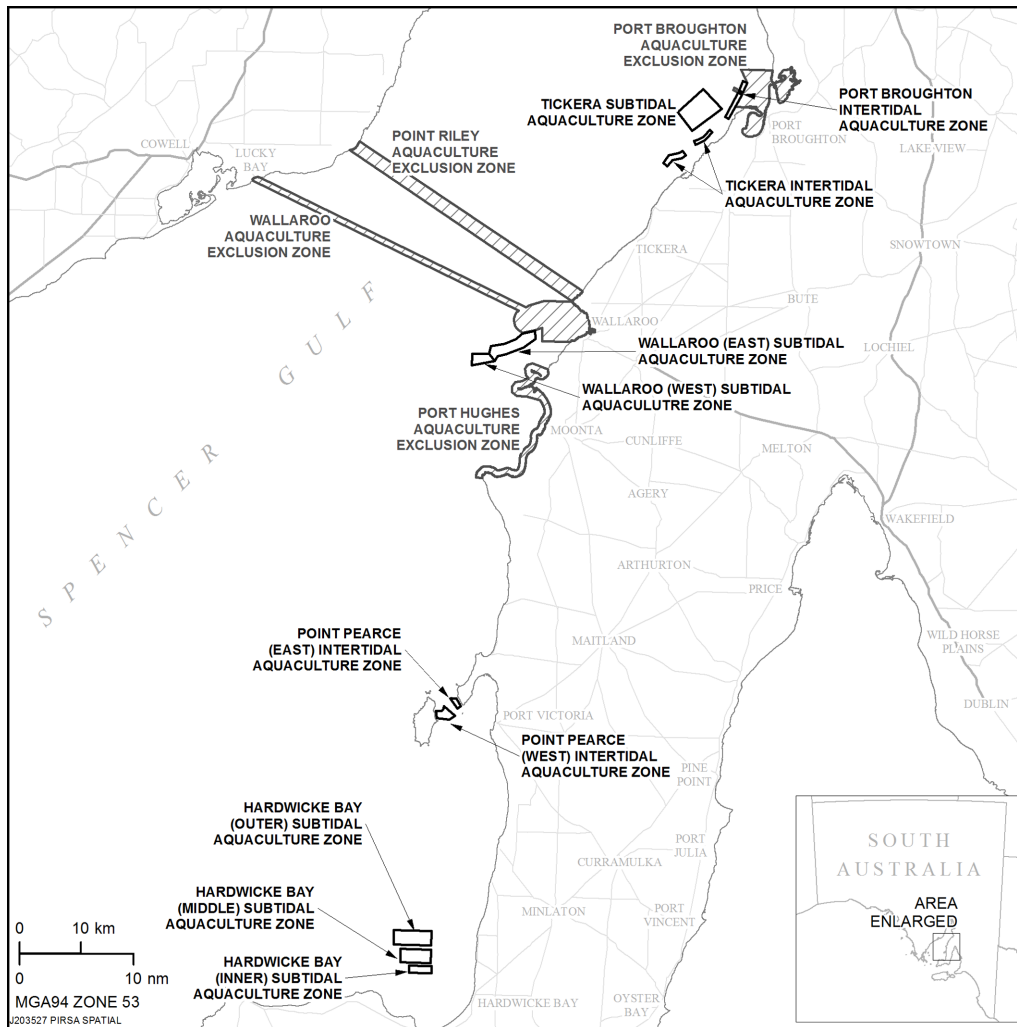 PORT BROUGHTON
AQUACULTURE
EXCLUSION ZONE
TICKERA SUBTIDAL
AQUACULTURE ZONE
PORT BROUGHTON
INTERTIDAL
AQUACULTURE ZONE
PORT
BROUGHTON
LAKE VIEW
COWELL
LUCKY
BAY
POINT RILEY
AQUACULTURE
EXCLUSION ZONE
TICKERA INTERTIDAL
AQUACULTURE ZONE
WALLAROO
AQUACULTURE
EXCLUSION ZONE
TICKERA
SNOWTOWN
BUTE
SPENCER GULF
WALLAROO
WALLAROO (EAST) SUBTIDAL
AQUACULTURE ZONE
LOCHIEL
WALLAROO (WEST) SUBTIDAL
AQUACULUTRE ZONE
PORT HUGHES
AQUACULTURE
EXCLUSION ZONE
MOONTA
CUNLIFFE
MELTON
AGERY
WAKEFIELD
ARTHURTON
PRICE
POINT PEARCE
(EAST) INTERTIDAL
AQUACULTURE ZONE
MAITLAND
WILD HORSE
PLAINS
DUBLIN
PORT VICTORIA
POINT PEARCE
(WEST) INTERTIDAL
AQUACULTURE ZONE
PINE
POINT
HARDWICKE BAY
(OUTER) SUBTIDAL
AQUACULTURE ZONE
PORT
JULIA
CURRAMULKA
SOUTH
AUSTRALIA
AREA
ENLARGED
HARDWICKE BAY
(MIDDLE) SUBTIDAL
AQUACULTURE ZONE
MINLATON
PORT
VINCENT
HARDWICKE BAY
(INNER) SUBTIDAL
AQUACULTURE ZONE
HARDWICKE BAY
OYSTER
BAY
0 10 km
0 10 nm
MGA94 ZONE 53
J203527 PIRSA SPATIAL